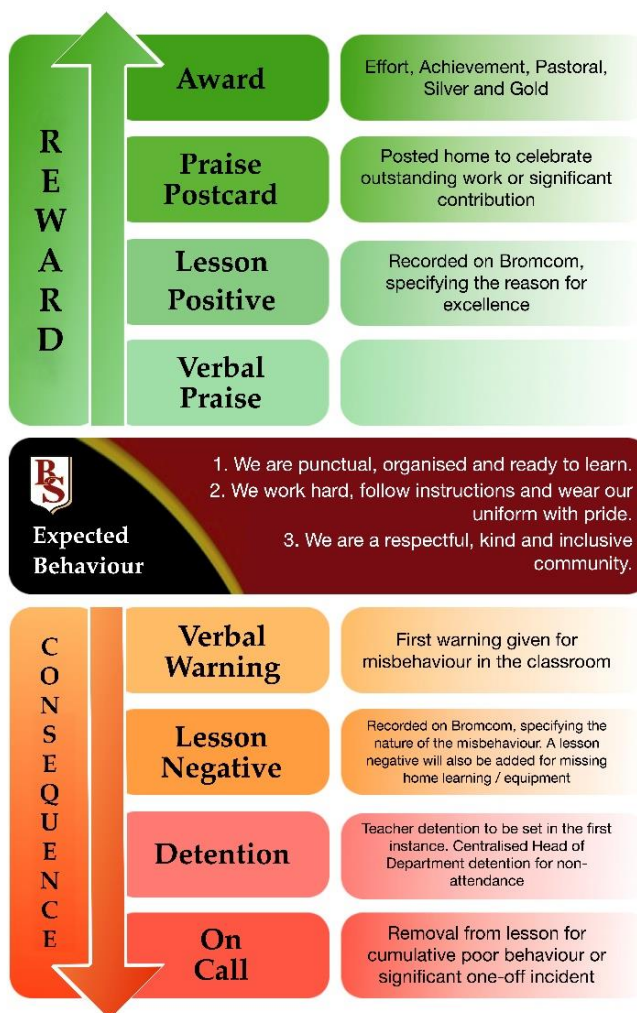 REWARD
Award
Effort, Achievement, Pastoral,
Silver and Gold
Praise
Postcard
Posted home to celebrate
outstanding work or significant
contribution
Lesson
Positive
Recorded on Bromcom,
specifying the reason for
excellence
Verbal
Praise
BS
Expected
Behaviour
1. We are punctual, organised and ready to learn.
2. We work hard, follow instructions and wear our
uniform with pride.
3. We are a respectful, kind and inclusive
community.
CONSEQUENCE
Verbal
Warning
First warning given for
misbehaviour in the classroom
Lesson
Negative
Recorded on Bromcom, specifying the
nature of the misbehaviour. A lesson
negative will also be added for missing
home learning / equipment
Detention
Teacher detention to be set in the first
instance. Centralised Head of
Department detention for non-
attendance
On
Call
Removal from lesson for
cumulative poor behaviour or
significant one-off incident